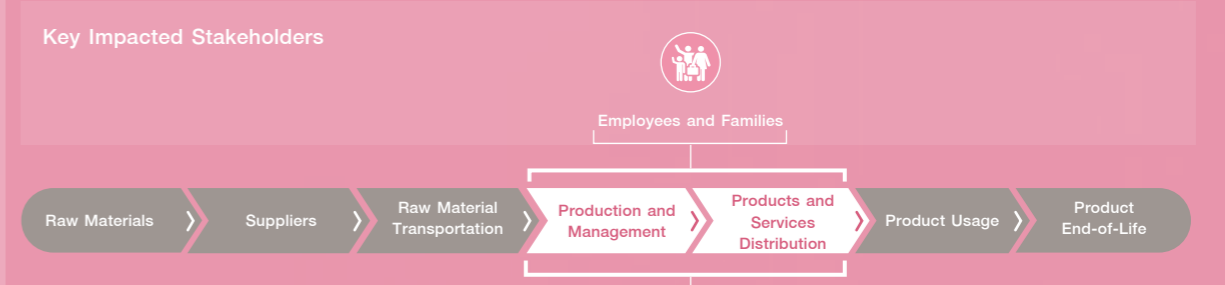 Key Impacted Stakeholders
Employees and Families
Raw Materials
Suppliers
Raw Material
Transportation
Production and
Management
Products and
Services
Distribution
Product Usage
Product
End-of-Life